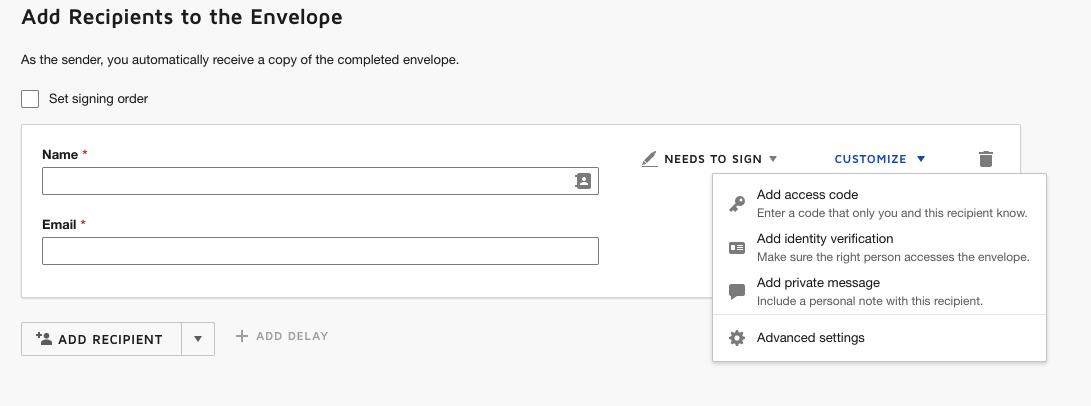 Add Recipients to the Envelope
As the sender, you automatically receive a copy of the completed envelope.
Set signing order
Name *
NEEDS TO SIGN
CUSTOMIZE
Add access code
Enter a code that only you and this recipient know.
Email *
Add identity verification
Make sure the right person accesses the envelope.
Add private message
Include a personal note with this recipient.
ADD RECIPIENT
ADD DELAY
Advanced settings